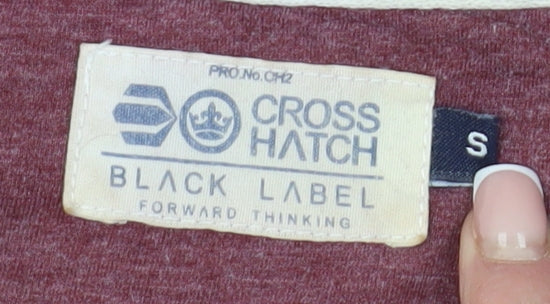 PRO.No.CH2
CROSS
HATCH
BLACK LABEL
FORWARD THINKING
S